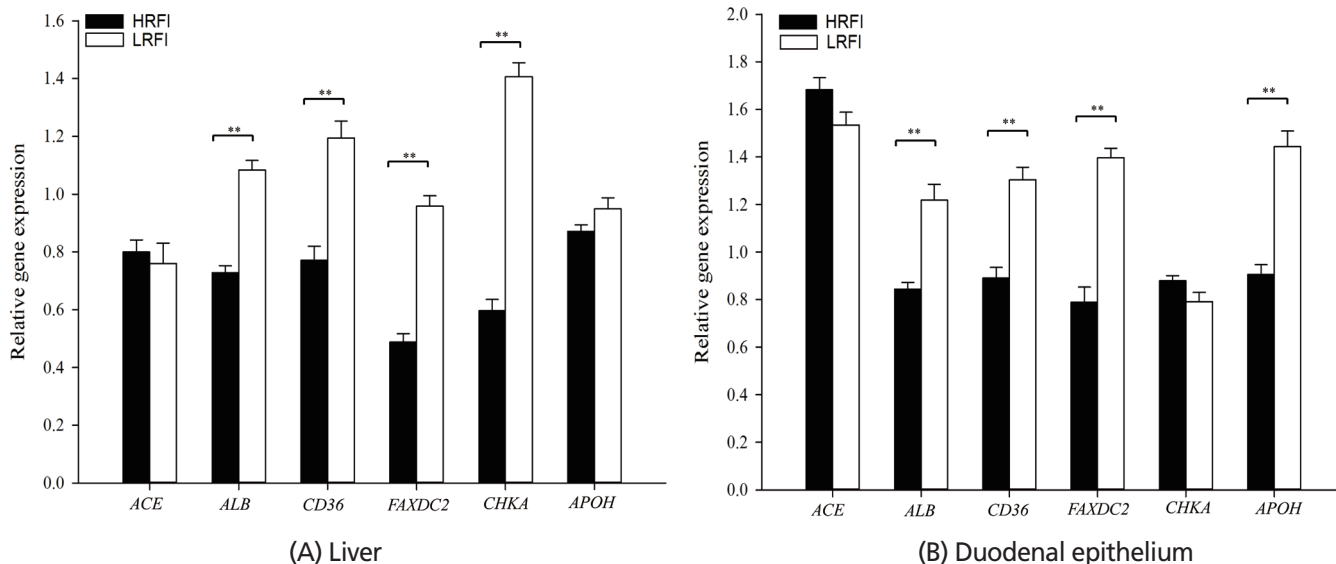 HRFI
LRFI
Relative gene expression
1.6
1.4
1.2
1.0
0.8
0.6
0.4
0.2
0.0
**
**
**
**
ACE ALB CD36 FAXDC2 CHKA APOH
(A) Liver
HRFI
LRFI
Relative gene expression
2.0
1.8
1.6
1.4
1.2
1.0
0.8
0.6
0.4
0.2
0.0
**
**
**
**
ACE ALB CD36 FAXDC2 CHKA APOH
(B) Duodenal epithelium